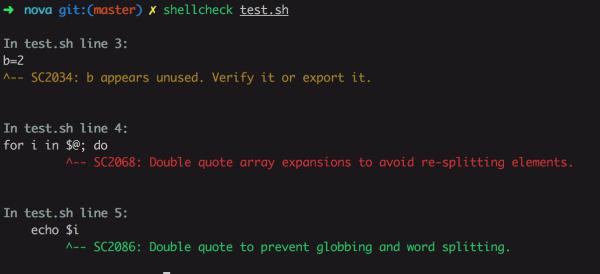 ➜ nova git:(master) ✗ shellcheck test.sh
In test.sh line 3:
b=2
^-- SC2034: b appears unused. Verify it or export it.
In test.sh line 4:
for i in $@; do
         ^-- SC2068: Double quote array expansions to avoid re-splitting elements.
In test.sh line 5:
    echo $i
         ^-- SC2086: Double quote to prevent globbing and word splitting.